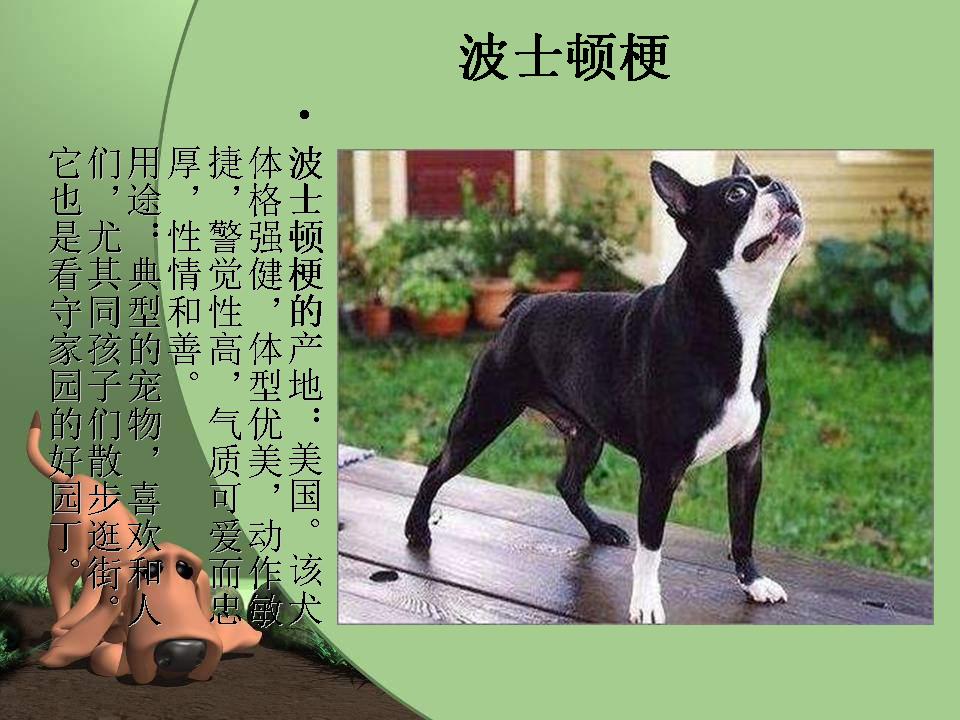 波士顿梗
• 波士顿梗的产地：美国。该犬
体格强健，体型优美，动作敏
捷，警觉性高，气质可爱而忠
厚，性情和善。
用途：典型的宠物，喜欢和人
们，尤其同孩子们散步逛街。
它也是看守家园的好园丁。